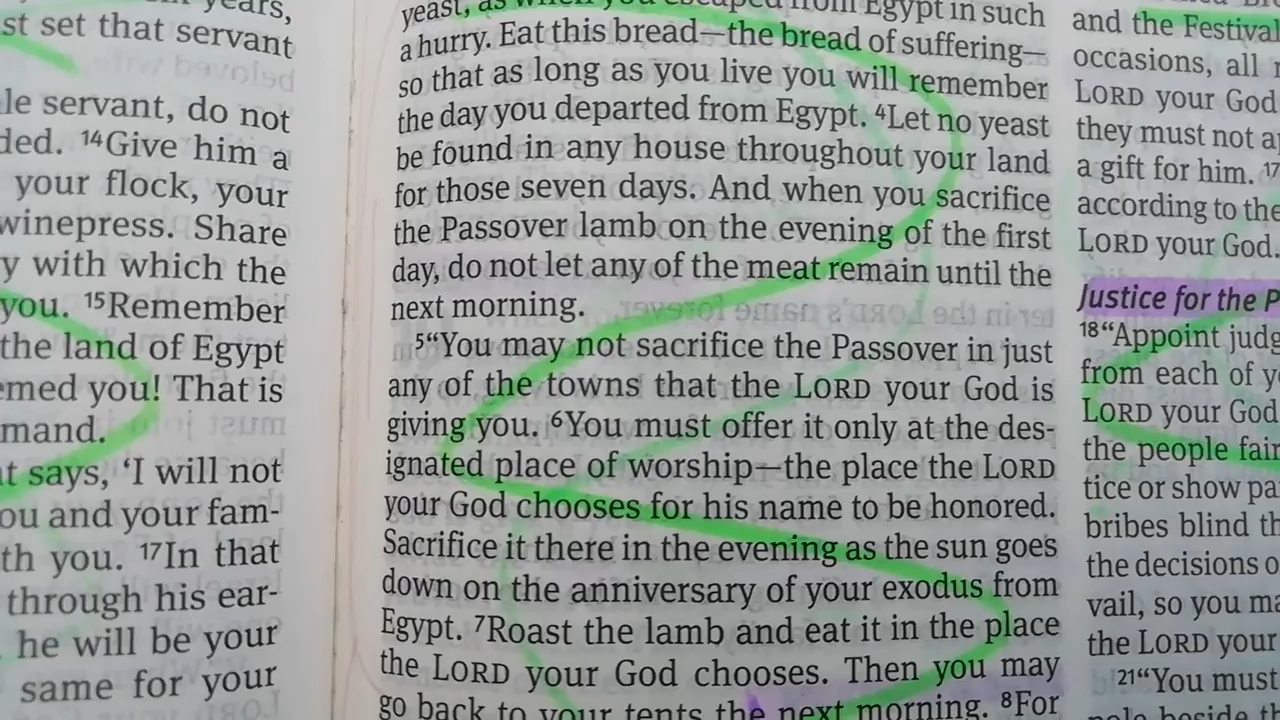 years,
st set that servant
le servant, do not
ded. ¹⁴Give him a
your flock, your
winepress. Share
y with which the
you. ¹⁵Remember
the land of Egypt
emed you! That is
mand.
t says, ‘I will not
ou and your fam-
th you. ¹⁷In that
through his ear-
he will be your
same for your
yeast, as when you escaped from Egypt in such
a hurry. Eat this bread—the bread of suffering—
so that as long as you live you will remember
the day you departed from Egypt. ⁴Let no yeast
be found in any house throughout your land
for those seven days. And when you sacrifice
the Passover lamb on the evening of the first
day, do not let any of the meat remain until the
next morning.
⁵“You may not sacrifice the Passover in just
any of the towns that the LORD your God is
giving you. ⁶You must offer it only at the des-
ignated place of worship—the place the LORD
your God chooses for his name to be honored.
Sacrifice it there in the evening as the sun goes
down on the anniversary of your exodus from
Egypt. ⁷Roast the lamb and eat it in the place
the LORD your God chooses. Then you may
go back to your tents the next morning. ⁸For
and the Festival
occasions, all
LORD your God
they must not a
a gift for him. ¹⁷
according to the
LORD your God.
Justice for the P
¹⁸“Appoint judg
from each of y
LORD your God
the people fair
tice or show pa
bribes blind th
the decisions o
vail, so you ma
the LORD your
²¹“You must
pole beside th